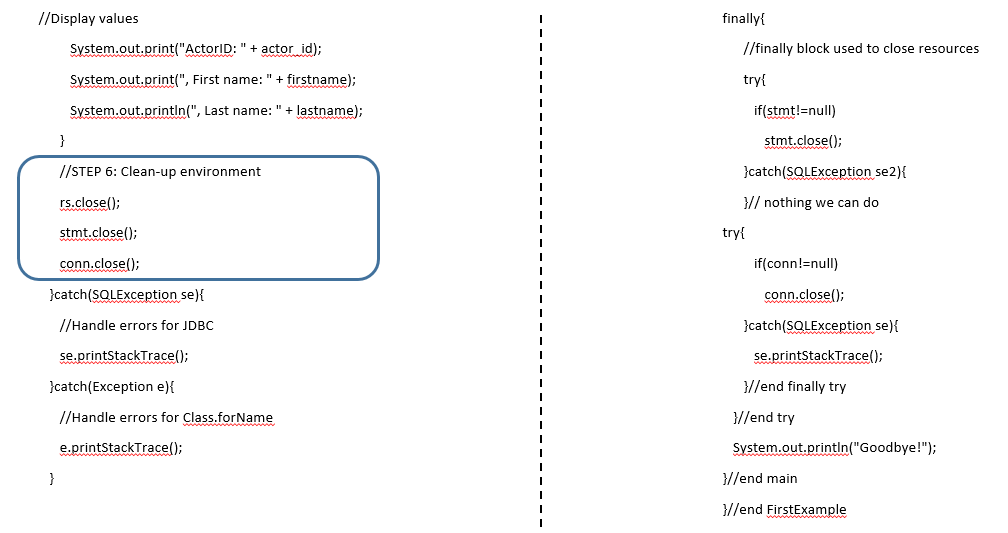 //Display values
System.out.print("ActorID: " + actor_id);
System.out.print(", First name: " + firstname);
System.out.println(", Last name: " + lastname);
}
//STEP 6: Clean-up environment
rs.close();
stmt.close();
conn.close();
}catch(SQLException se){
//Handle errors for JDBC
se.printStackTrace();
}catch(Exception e){
//Handle errors for Class.forName
e.printStackTrace();
}
finally{
//finally block used to close resources
try{
if(stmt!=null)
stmt.close();
}catch(SQLException se2){
}// nothing we can do
try{
if(conn!=null)
conn.close();
}catch(SQLException se){
se.printStackTrace();
}//end finally try
}//end try
System.out.println("Goodbye!");
}//end main
}//end FirstExample